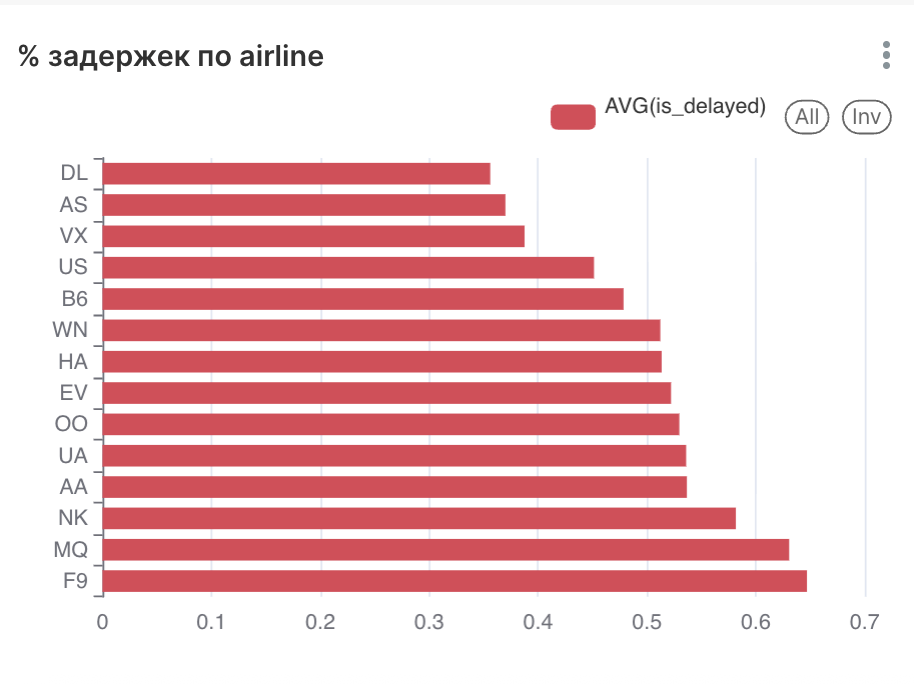 % задержек по airline
AVG(is_delayed) All Inv
DL
AS
VX
US
B6
WN
HA
EV
OO
UA
AA
NK
MQ
F9
0 0.1 0.2 0.3 0.4 0.5 0.6 0.7